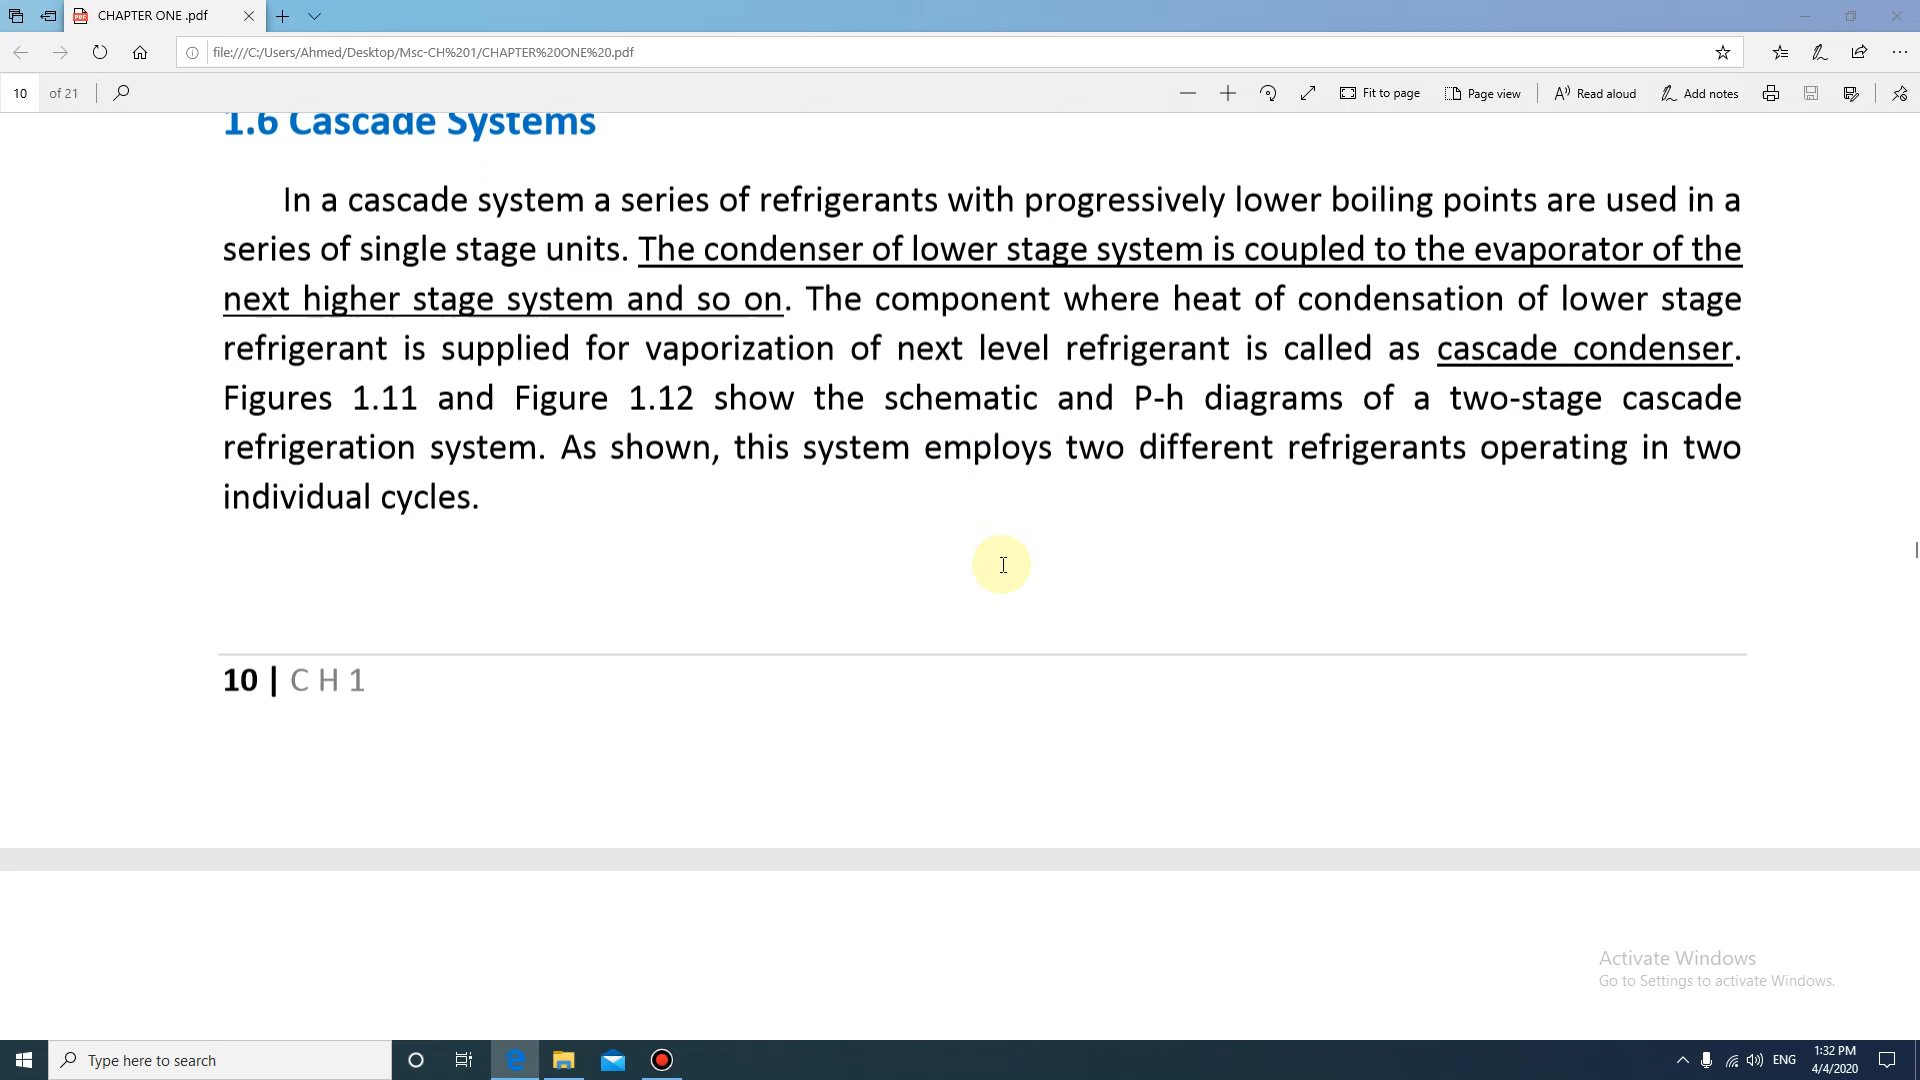 CHAPTER ONE .pdf
file:///C:/Users/Ahmed/Desktop/Msc-CH%201/CHAPTER%20ONE%20.pdf
10 of 21 Fit to page Page view Read aloud Add notes
1.6 Cascade Systems
In a cascade system a series of refrigerants with progressively lower boiling points are used in a
series of single stage units. The condenser of lower stage system is coupled to the evaporator of the
next higher stage system and so on. The component where heat of condensation of lower stage
refrigerant is supplied for vaporization of next level refrigerant is called as cascade condenser.
Figures 1.11 and Figure 1.12 show the schematic and P-h diagrams of a two-stage cascade
refrigeration system. As shown, this system employs two different refrigerants operating in two
individual cycles.
10 | C H 1
Activate Windows
Go to Settings to activate Windows.
Type here to search
ENG
1:32 PM
4/4/2020